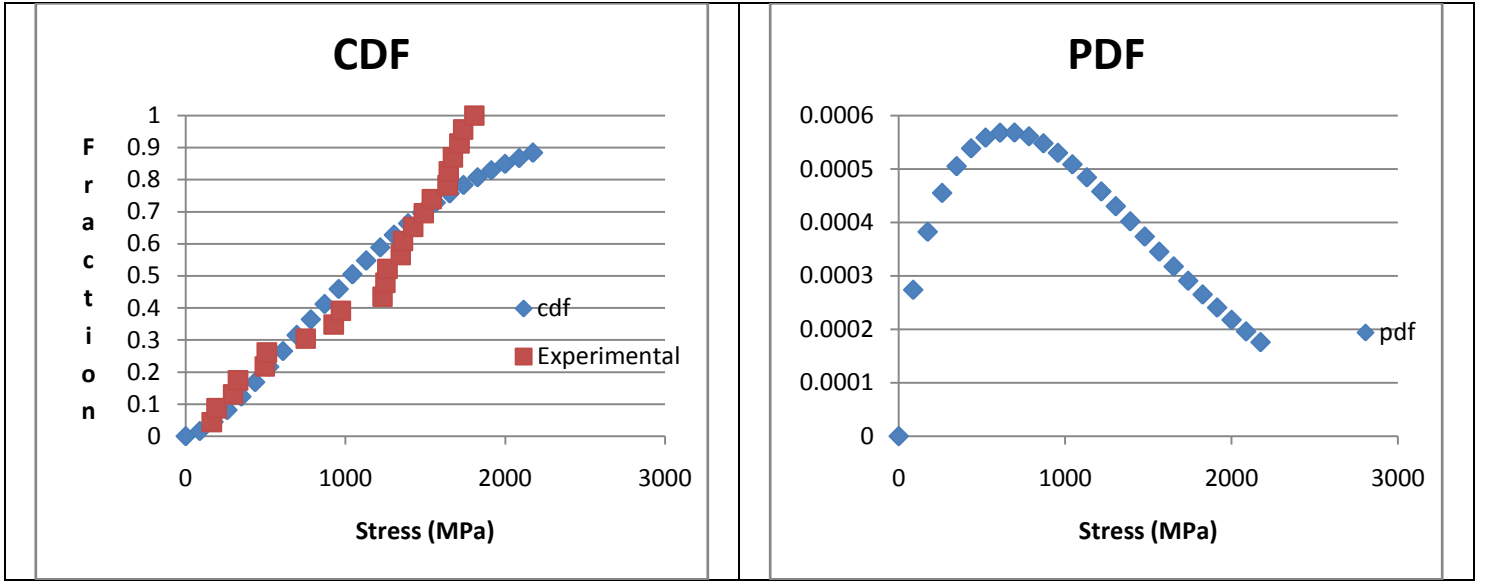 CDF
F
r
a
c
t
i
o
n
1
0.9
0.8
0.7
0.6
0.5
0.4
0.3
0.2
0.1
0
0 1000 2000 3000
Stress (MPa)
cdf
Experimental
PDF
0.0006
0.0005
0.0004
0.0003
0.0002
0.0001
0
0 1000 2000 3000
Stress (MPa)
pdf